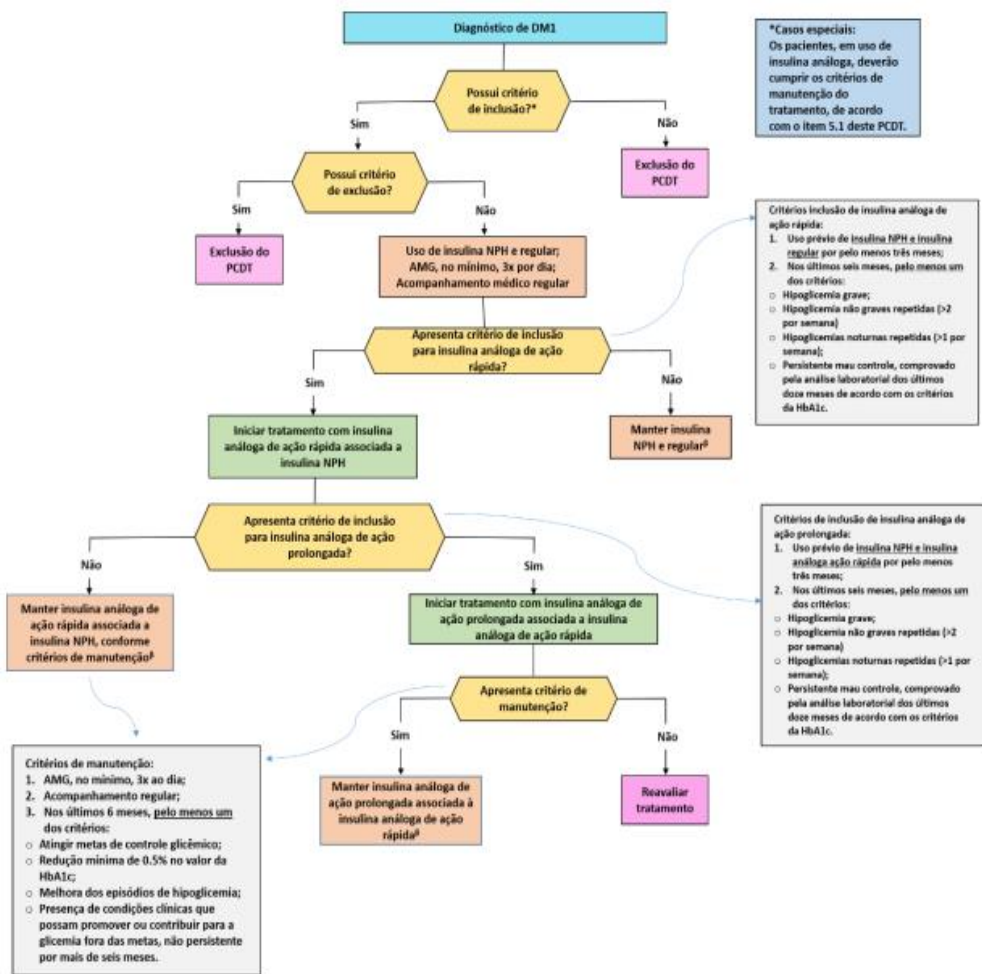 Diagnóstico de DM1
*Casos especiais:
Os pacientes, em uso de
insulina análoga, deverão
cumprir os critérios de
manutenção do
tratamento, de acordo
com o item 5.1 deste PCDT.
Possui critério
de inclusão?*
Sim
Não
Possui critério
de exclusão?
Exclusão do
PCDT
Sim
Não
Exclusão do
PCDT
Uso de insulina NPH e regular;
AMG, no mínimo, 3x por dia;
Acompanhamento médico regular
Critérios inclusão de insulina análoga de
ação rápida:
1. Uso prévio de insulina NPH e insulina
regular por pelo menos três meses;
2. Nos últimos seis meses, pelo menos um
dos critérios:
○ Hipoglicemia grave;
○ Hipoglicemia não graves repetidas (>2
por semana)
○ Hipoglicemias noturnas repetidas (>1 por
semana);
○ Persistente mau controle, comprovado
pela análise laboratorial dos últimos
doze meses de acordo com os critérios
da HbA1c.
Apresenta critério de inclusão
para insulina análoga de ação
rápida?
Sim
Não
Iniciar tratamento com insulina
análoga de ação rápida associada a
insulina NPH
Manter insulina
NPH e regularᵝ
Apresenta critério de inclusão
para insulina análoga de ação
prolongada?
Não
Sim
Critérios de inclusão de insulina análoga de
ação prolongada:
1. Uso prévio de insulina NPH e insulina
análoga ação rápida por pelo menos
três meses;
2. Nos últimos seis meses, pelo menos um
dos critérios:
○ Hipoglicemia grave;
○ Hipoglicemia não graves repetidas (>2
por semana)
○ Hipoglicemias noturnas repetidas (>1 por
semana);
○ Persistente mau controle, comprovado
pela análise laboratorial dos últimos
doze meses de acordo com os critérios
da HbA1c.
Manter insulina análoga de
ação rápida associada a
insulina NPH, conforme
critérios de manutençãoᵝ
Iniciar tratamento com insulina análoga de
ação prolongada associada a insulina
análoga de ação rápida
Apresenta critério de
manutenção?
Sim
Não
Manter insulina análoga de
ação prolongada associada à
insulina análoga de ação
rápidaᵝ
Reavaliar
tratamento
Critérios de manutenção:
1. AMG, no mínimo, 3x ao dia;
2. Acompanhamento regular;
3. Nos últimos 6 meses, pelo menos um
dos critérios:
○ Atingir metas de controle glicêmico;
○ Redução mínima de 0.5% no valor da
HbA1c;
○ Melhora dos episódios de hipoglicemia;
○ Presença de condições clínicas que
possam promover ou contribuir para a
glicemia fora das metas, não persistente
por mais de seis meses.